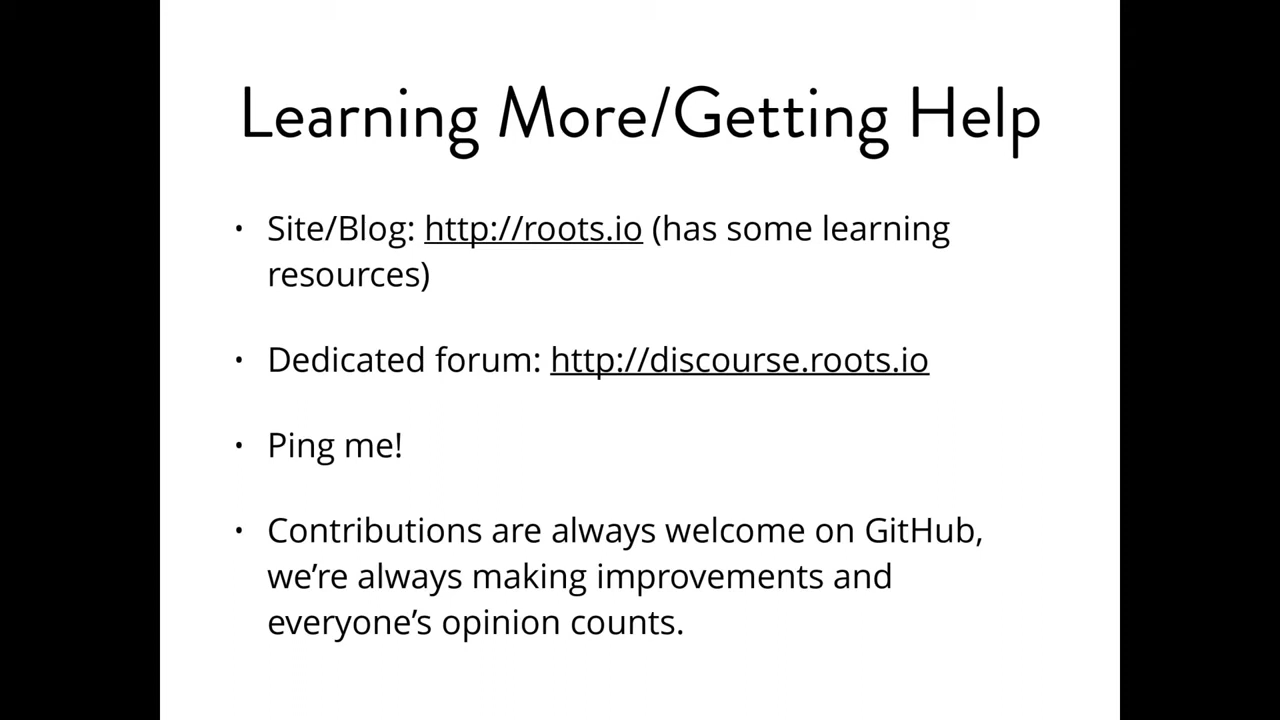 Learning More/Getting Help
• Site/Blog: http://roots.io (has some learning
resources)
• Dedicated forum: http://discourse.roots.io
• Ping me!
• Contributions are always welcome on GitHub,
we’re always making improvements and
everyone’s opinion counts.